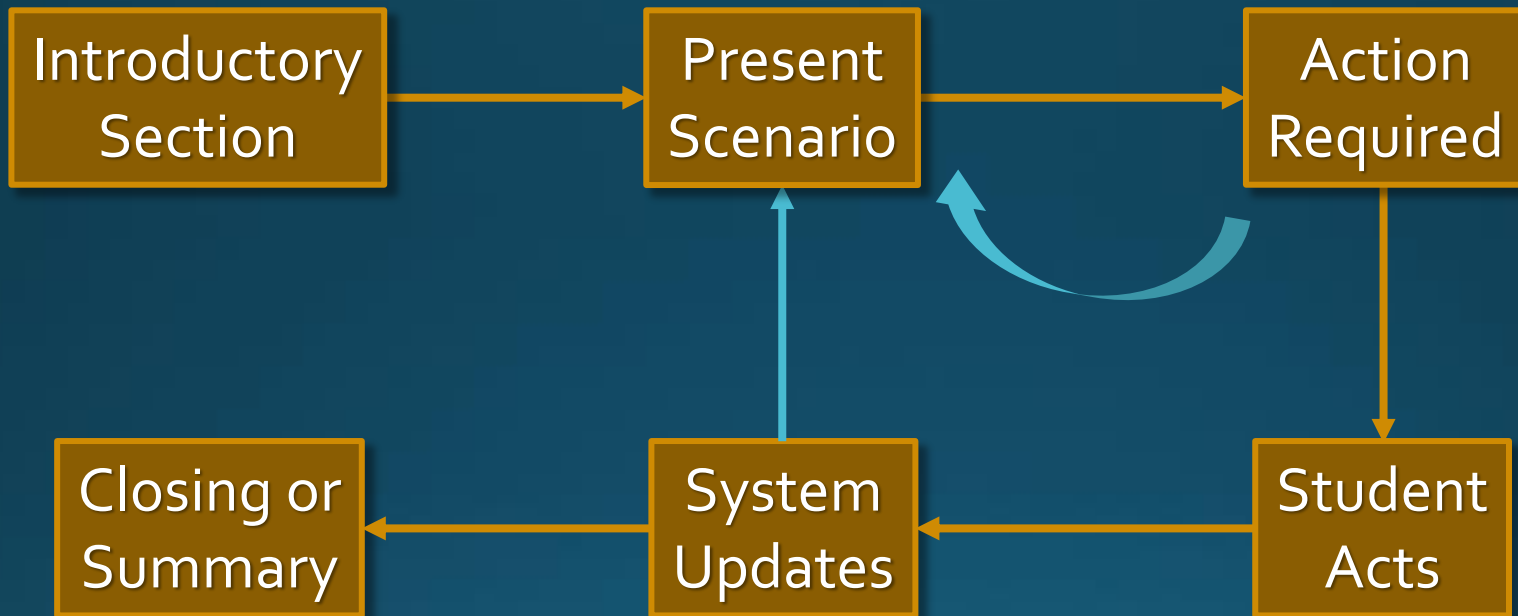 Introductory
Section
Present
Scenario
Action
Required
Closing or
Summary
System
Updates
Student
Acts